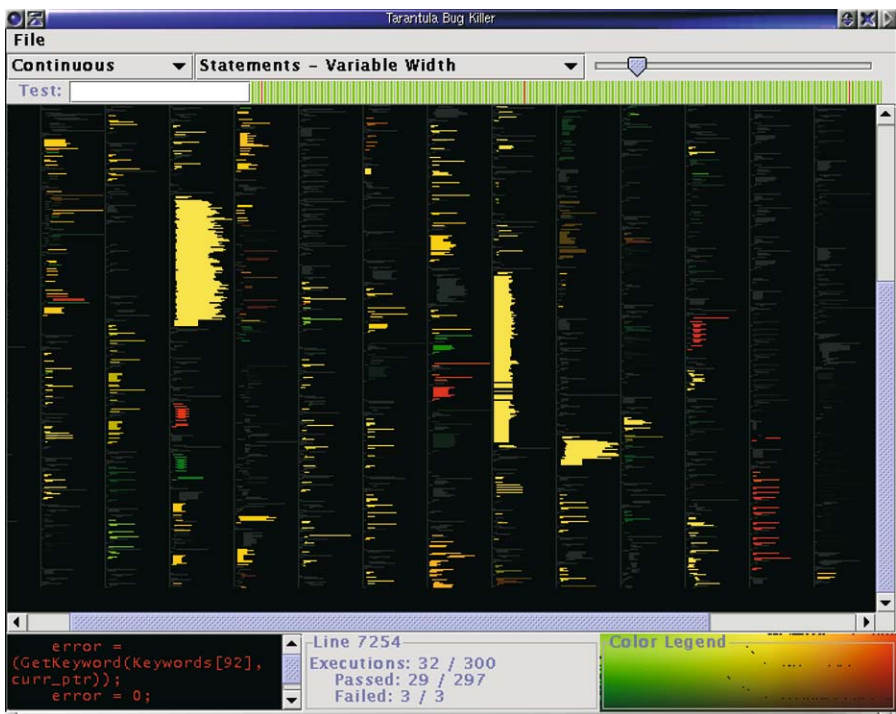 Tarantula Bug Killer
File
Continuous
Statements - Variable Width
Test:
error =
(GetKeyword(Keywords[92],
curr_ptr));
error = 0;
Line 7254
Executions: 32 / 300
Passed: 29 / 297
Failed: 3 / 3
Color Legend